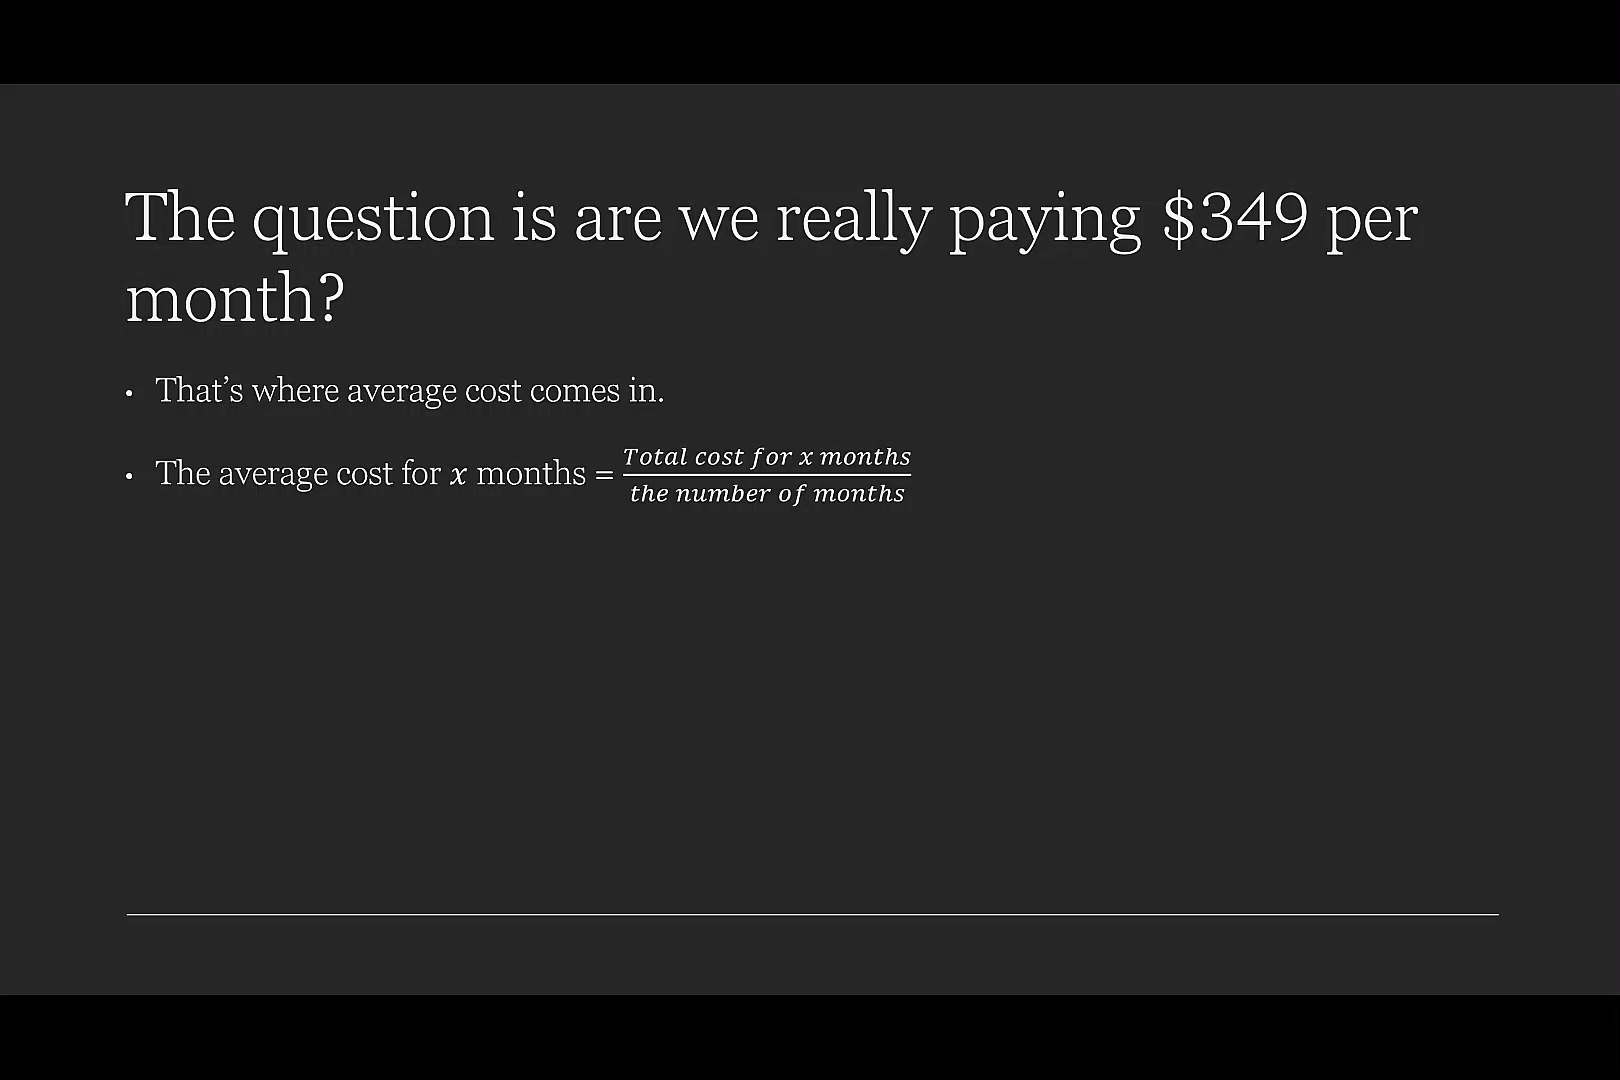 The question is are we really paying $349 per
month?
• That’s where average cost comes in.
• The average cost for x months = \frac{Total cost for x months}{the number of months}